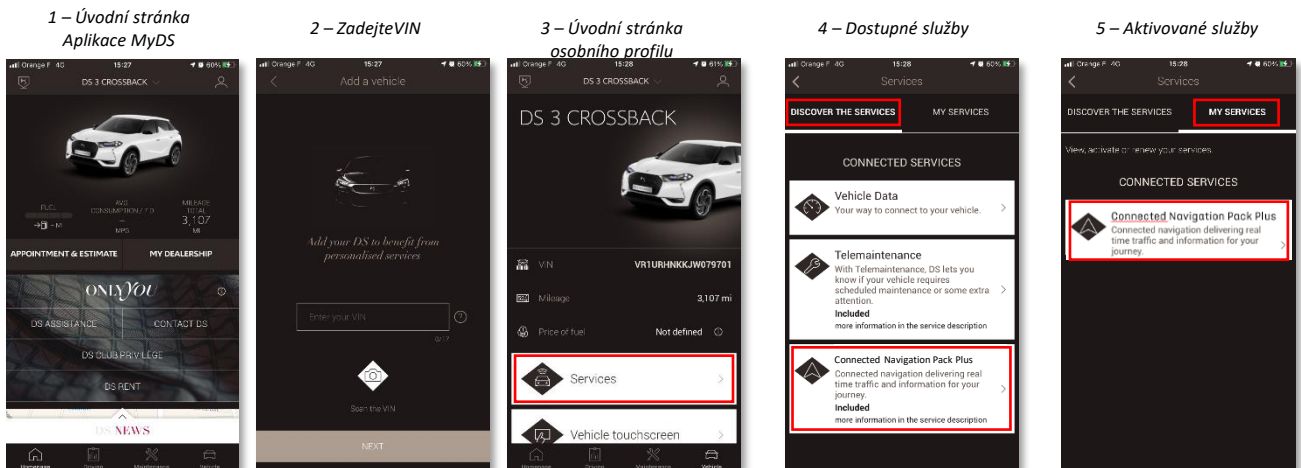 1 – Úvodní stránka
Aplikace MyDS
Orange F 4G 15:27 60%
DS 3 CROSSBACK
FUEL
AVG
CONSUMPTION / 7 D
MILEAGE
TOTAL
3,107
MI
MPG
APPOINTMENT & ESTIMATE MY DEALERSHIP
ONLY YOU
DS ASSISTANCE CONTACT DS
DS CLUB PRIVILEGE
DS RENT
DS NEWS
Homepage Driving Maintenance Vehicle
2 – ZadejteVIN
Orange F 4G 15:27 60%
Add a vehicle
Add your DS to benefit from
personalised services
Enter your VIN
0/17
Scan the VIN
NEXT
3 – Úvodní stránka
osobního profilu
Orange F 4G 15:28 61%
DS 3 CROSSBACK
DS 3 CROSSBACK
VIN VR1URHNKKJW079701
Mileage 3,107 mi
Price of fuel Not defined
Services
Vehicle touchscreen
Homepage Driving Maintenance Vehicle
4 – Dostupné služby
Orange F 4G 15:28 60%
Services
DISCOVER THE SERVICES MY SERVICES
CONNECTED SERVICES
Vehicle Data
Your way to connect to your vehicle.
Telemaintenance
With Telemaintenance, DS lets you
know if your vehicle requires
scheduled maintenance or some extra
attention.
Included
more information in the service description
Connected Navigation Pack Plus
Connected navigation delivering real
time traffic and information for your
journey.
Included
more information in the service description
5 – Aktivované služby
Orange F 4G 15:28 60%
Services
DISCOVER THE SERVICES MY SERVICES
View, activate or renew your services.
CONNECTED SERVICES
Connected Navigation Pack Plus
Connected navigation delivering real
time traffic and information for your
journey.